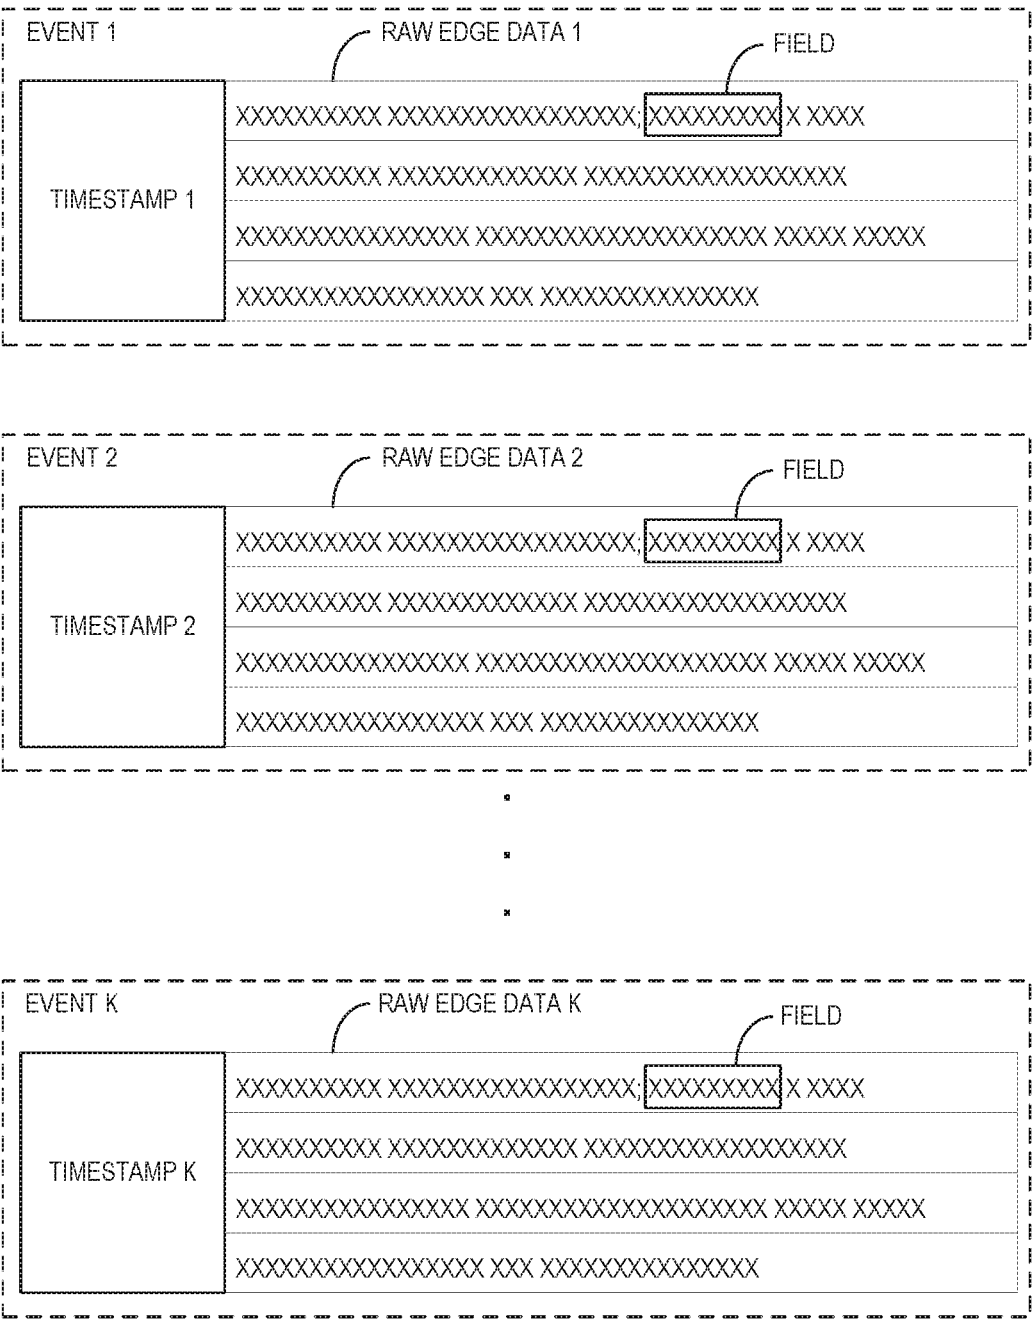 EVENT 1
RAW EDGE DATA 1
FIELD
TIMESTAMP 1
XXXXXXXXXX XXXXXXXXXXXXXXXXX; XXXXXXXXX X XXXX
XXXXXXXXXX XXXXXXXXXXXXX XXXXXXXXXXXXXXXXXX
XXXXXXXXXXXXXXXX XXXXXXXXXXXXXXXXXXXX XXXXX XXXXX
XXXXXXXXXXXXXXXXX XXX XXXXXXXXXXXXXXX
EVENT 2
RAW EDGE DATA 2
FIELD
TIMESTAMP 2
XXXXXXXXXX XXXXXXXXXXXXXXXXX; XXXXXXXXX X XXXX
XXXXXXXXXX XXXXXXXXXXXXX XXXXXXXXXXXXXXXXXX
XXXXXXXXXXXXXXXX XXXXXXXXXXXXXXXXXXXX XXXXX XXXXX
XXXXXXXXXXXXXXXXX XXX XXXXXXXXXXXXXXX
EVENT K
RAW EDGE DATA K
FIELD
TIMESTAMP K
XXXXXXXXXX XXXXXXXXXXXXXXXXX; XXXXXXXXX X XXXX
XXXXXXXXXX XXXXXXXXXXXXX XXXXXXXXXXXXXXXXXX
XXXXXXXXXXXXXXXX XXXXXXXXXXXXXXXXXXXX XXXXX XXXXX
XXXXXXXXXXXXXXXXX XXX XXXXXXXXXXXXXXX